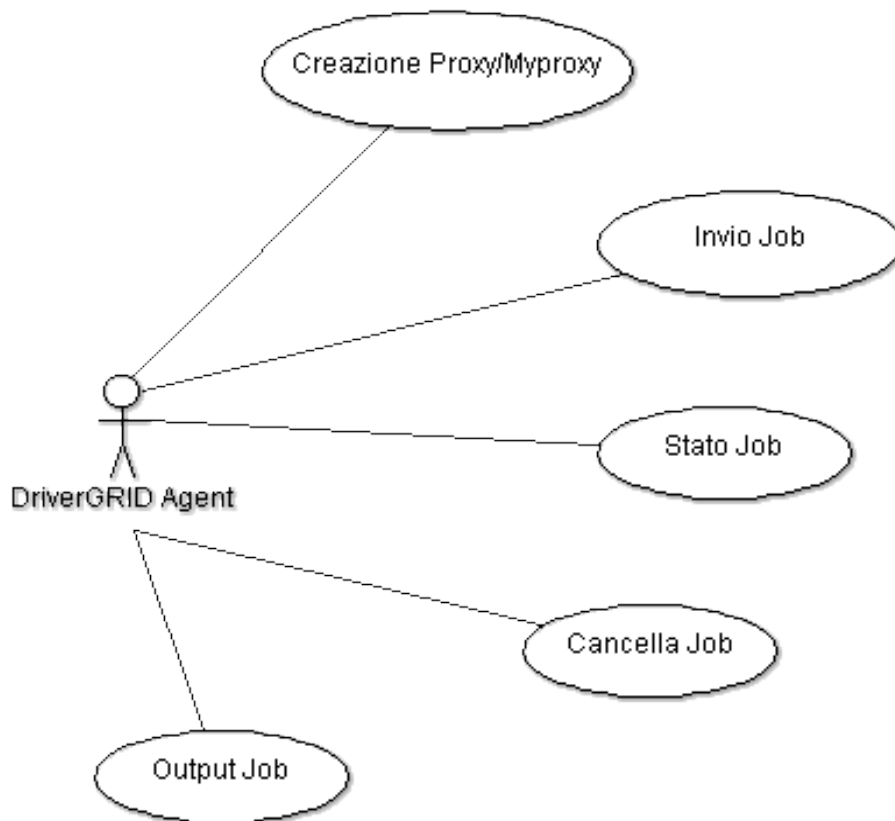 Creazione Proxy/Myproxy
Invio Job
Stato Job
DriverGRID Agent
Cancella Job
Output Job